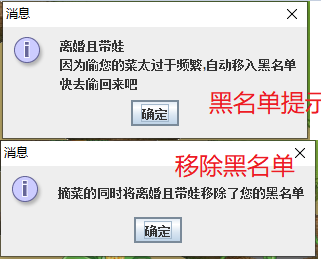 消息
离婚且带娃
因为偷您的菜太过于频繁,自动移入黑名单
快去偷回来吧
确定
黑名单提示
消息
移除黑名单
摘菜的同时将离婚且带娃移除了您的黑名单
确定